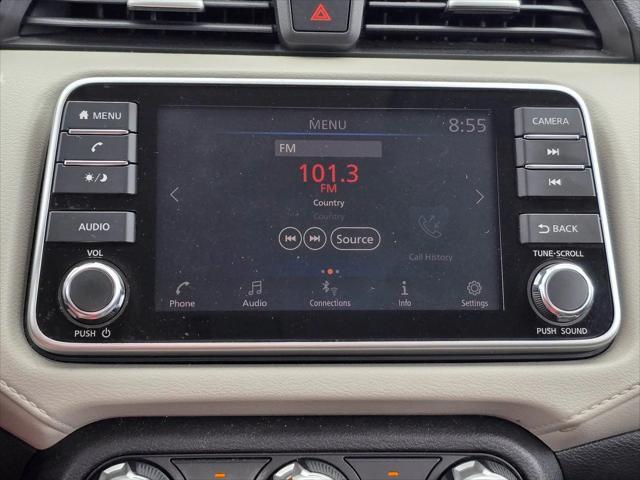 MENU
MENU
8:55
CAMERA
FM
101.3
FM
Country
Country
Source
Call History
AUDIO
BACK
VOL
TUNE·SCROLL
Phone
Audio
Connections
Info
Settings
PUSH
PUSH SOUND